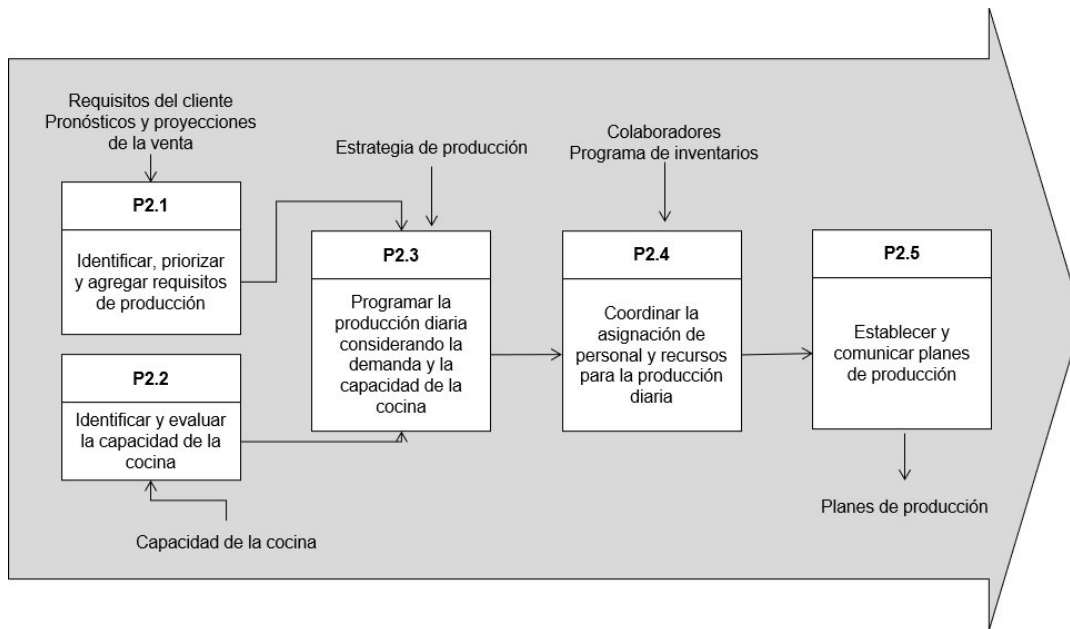 Requisitos del cliente
Pronósticos y proyecciones
de la venta
P2.1
Identificar, priorizar
y agregar requisitos
de producción
P2.2
Identificar y evaluar
la capacidad de la
cocina
Capacidad de la cocina
Estrategia de producción
P2.3
Programar la
producción diaria
considerando la
demanda y la
capacidad de la
cocina
Colaboradores
Programa de inventarios
P2.4
Coordinar la
asignación de
personal y recursos
para la producción
diaria
P2.5
Establecer y
comunicar planes
de producción
Planes de producción